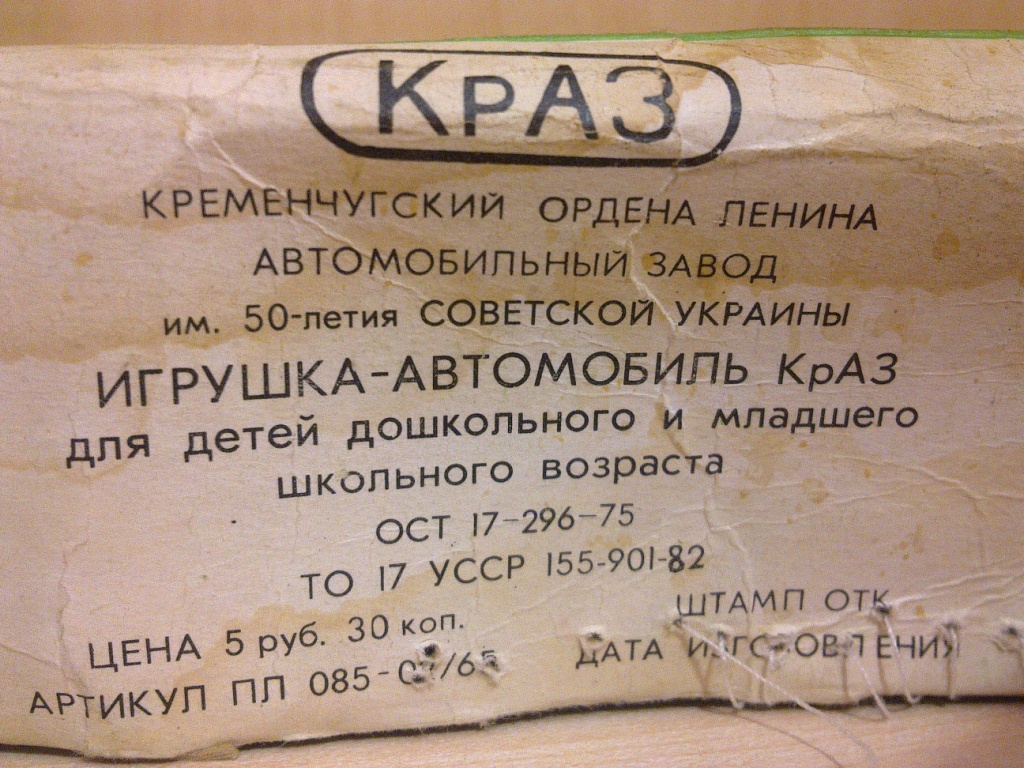 КрАЗ
КРЕМЕНЧУГСКИЙ ОРДЕНА ЛЕНИНА
АВТОМОБИЛЬНЫЙ ЗАВОД
им. 50-летия СОВЕТСКОЙ УКРАИНЫ
ИГРУШКА-АВТОМОБИЛЬ КрАЗ
для детей дошкольного и младшего
школьного возраста
ОСТ 17-296-75
ТО 17 УССР 155-901-82
ШТАМП ОТК
ЦЕНА 5 руб. 30 коп.
ДАТА ИЗГОТОВЛЕНИЯ
АРТИКУЛ ПЛ